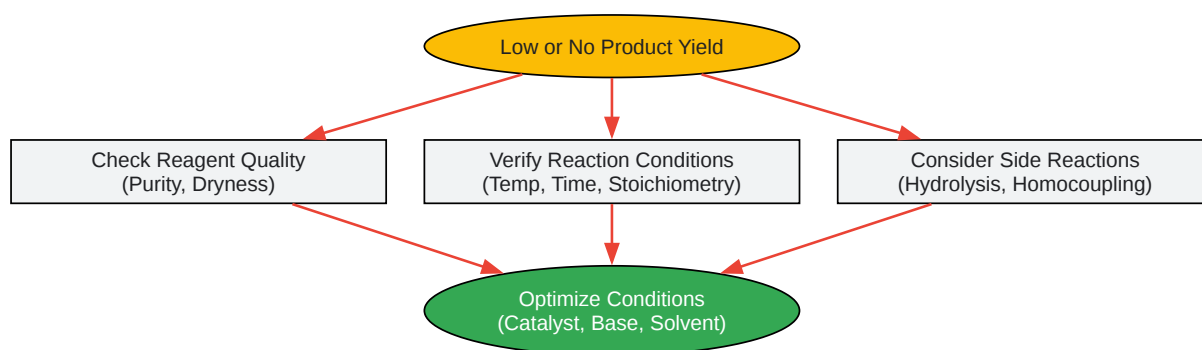 Low or No Product Yield
Check Reagent Quality
(Purity, Dryness)
Verify Reaction Conditions
(Temp, Time, Stoichiometry)
Consider Side Reactions
(Hydrolysis, Homocoupling)
Optimize Conditions
(Catalyst, Base, Solvent)